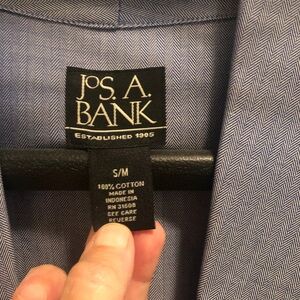 JOS. A.
BANK
ESTABLISHED 1905
S/M
100% COTTON
MADE IN
INDONESIA
RN 31608
SEE CARE
REVERSE